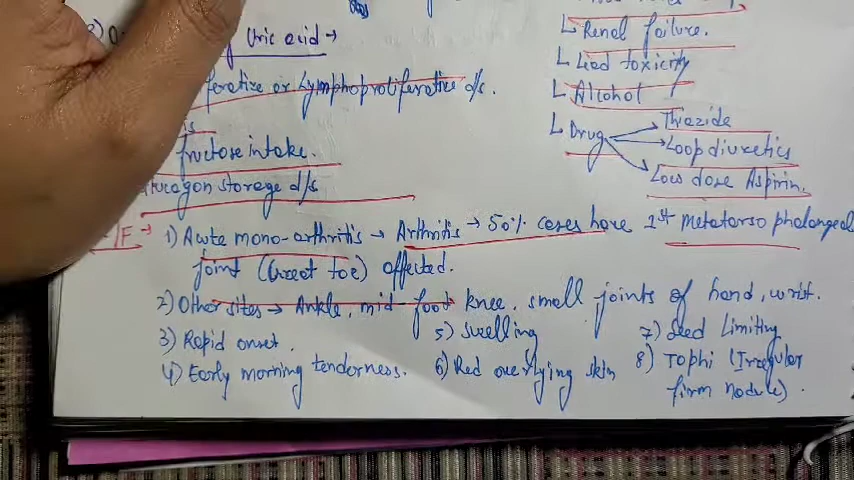 Uric acid →
ferative or Lymphoproliferative d/s.
fructose intake.
storage d/s
L Renal failure.
L Lead toxicity
L Alcohol
L Drug → Thiazide
→ Loop diuretics
→ Low dose Aspirin.
F → 1) Acute mono-arthritis → Arthritis → 50% cases have 1st Metatarso phalangeal
joint (Great toe) affected.
2) Other sites → Ankle, mid-foot knee, small joints of hand, wrist.
3) Rapid onset.
4) Early morning tenderness.
5) Swelling
6) Red overlying skin
7) Self Limiting
8) Tophi (Irregular
firm nodule).